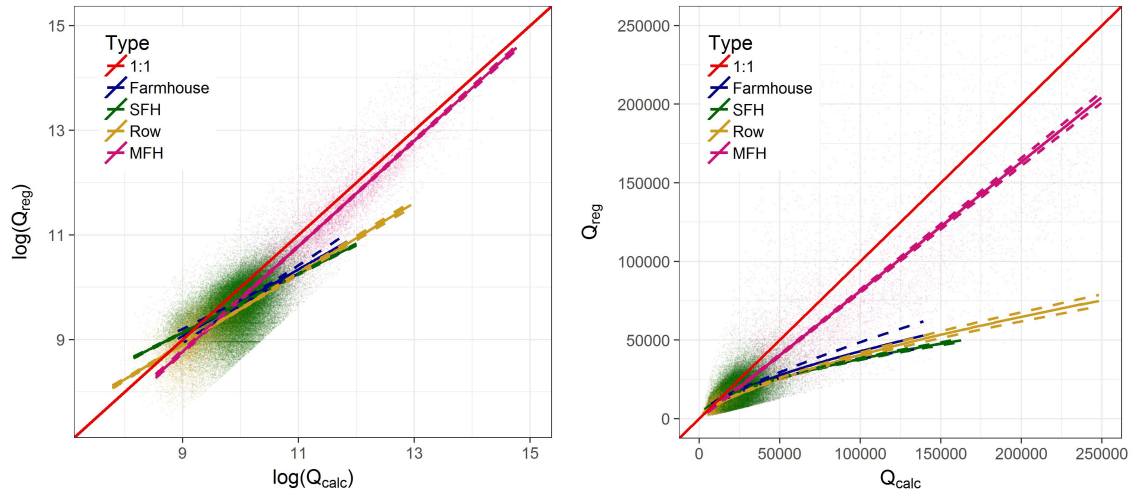 15
13
11
9
log(Q_reg)
Type
1:1
Farmhouse
SFH
Row
MFH
9
11
13
15
log(Q_calc)
250000
200000
150000
100000
50000
0
Q_reg
Type
1:1
Farmhouse
SFH
Row
MFH
0
50000
100000
150000
200000
250000
Q_calc